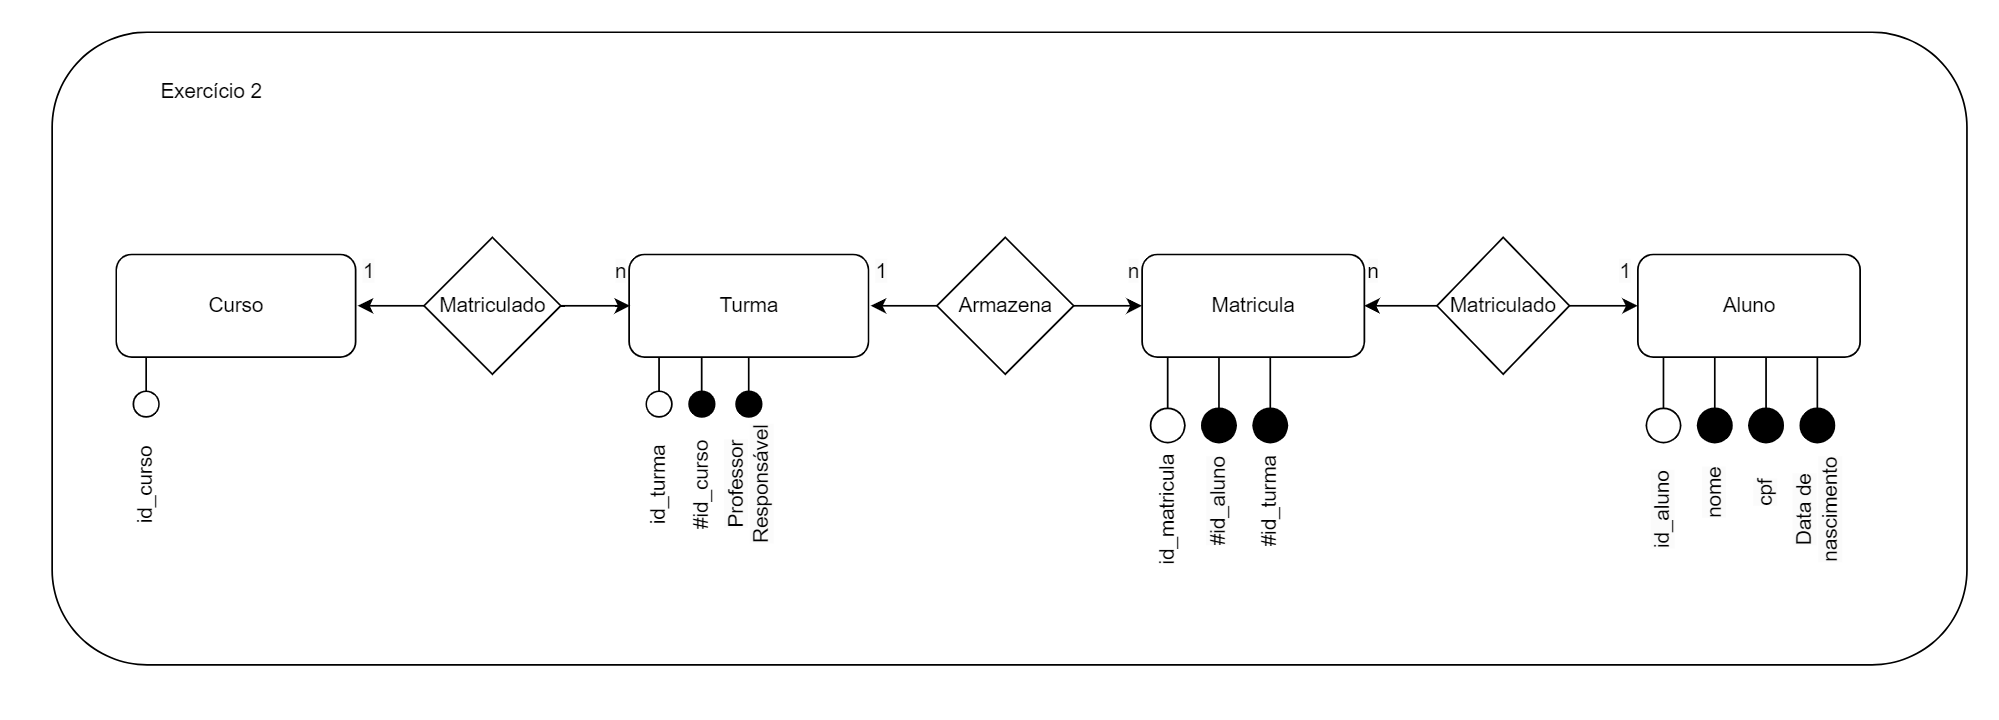 Exercício 2
1
n
1
n
n
1
Curso
Matriculado
Turma
Armazena
Matricula
Matriculado
Aluno
id_curso
id_turma
#id_curso
Professor
Responsável
id_matricula
#id_aluno
#id_turma
id_aluno
nome
cpf
Data de
nascimento